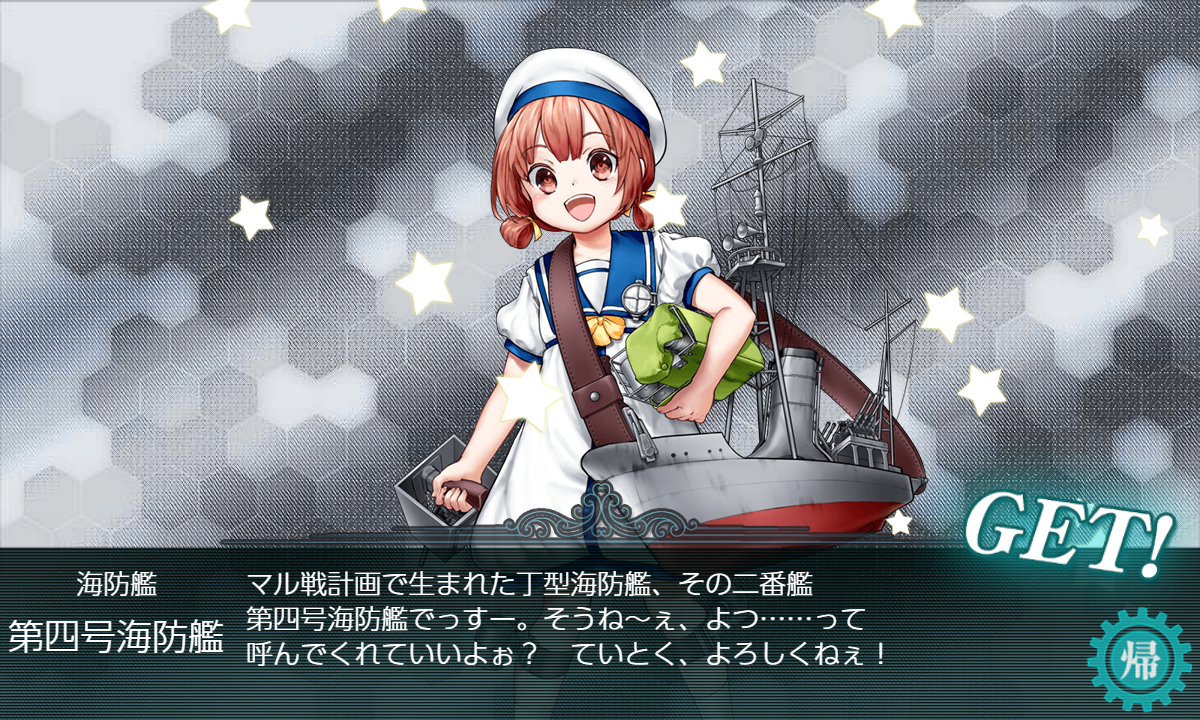 GET!
海防艦
第四号海防艦
マル戦計画で生まれた丁型海防艦、その二番艦
第四号海防艦でっすー。そうね～ぇ、よつ……って
呼んでくれていいよぉ？　ていとく、よろしくねぇ！
帰